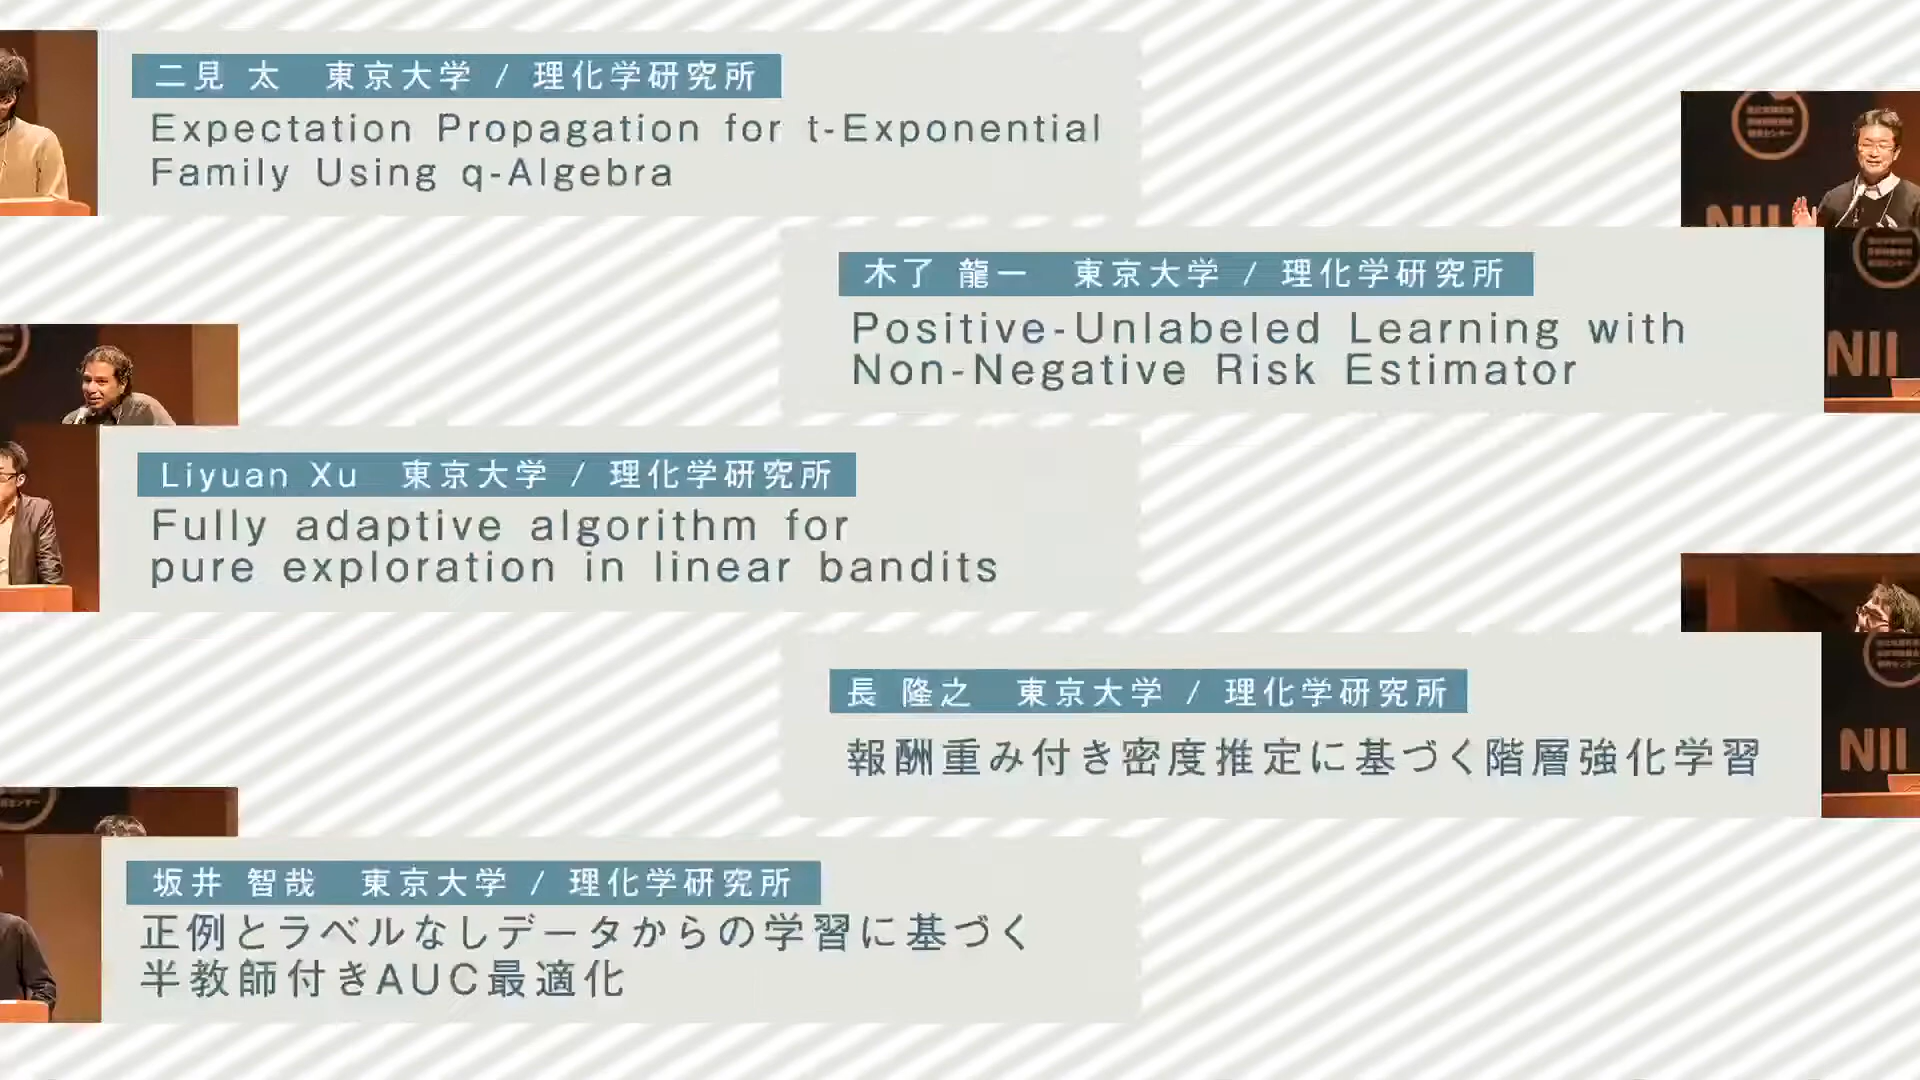 二見 太 東京大学 / 理化学研究所
Expectation Propagation for t-Exponential
Family Using q-Algebra
木了 龍一 東京大学 / 理化学研究所
Positive-Unlabeled Learning with
Non-Negative Risk Estimator
NII
Liyuan Xu 東京大学 / 理化学研究所
Fully adaptive algorithm for
pure exploration in linear bandits
長 隆之 東京大学 / 理化学研究所
報酬重み付き密度推定に基づく階層強化学習
NII
坂井 智哉 東京大学 / 理化学研究所
正例とラベルなしデータからの学習に基づく
半教師付きAUC最適化